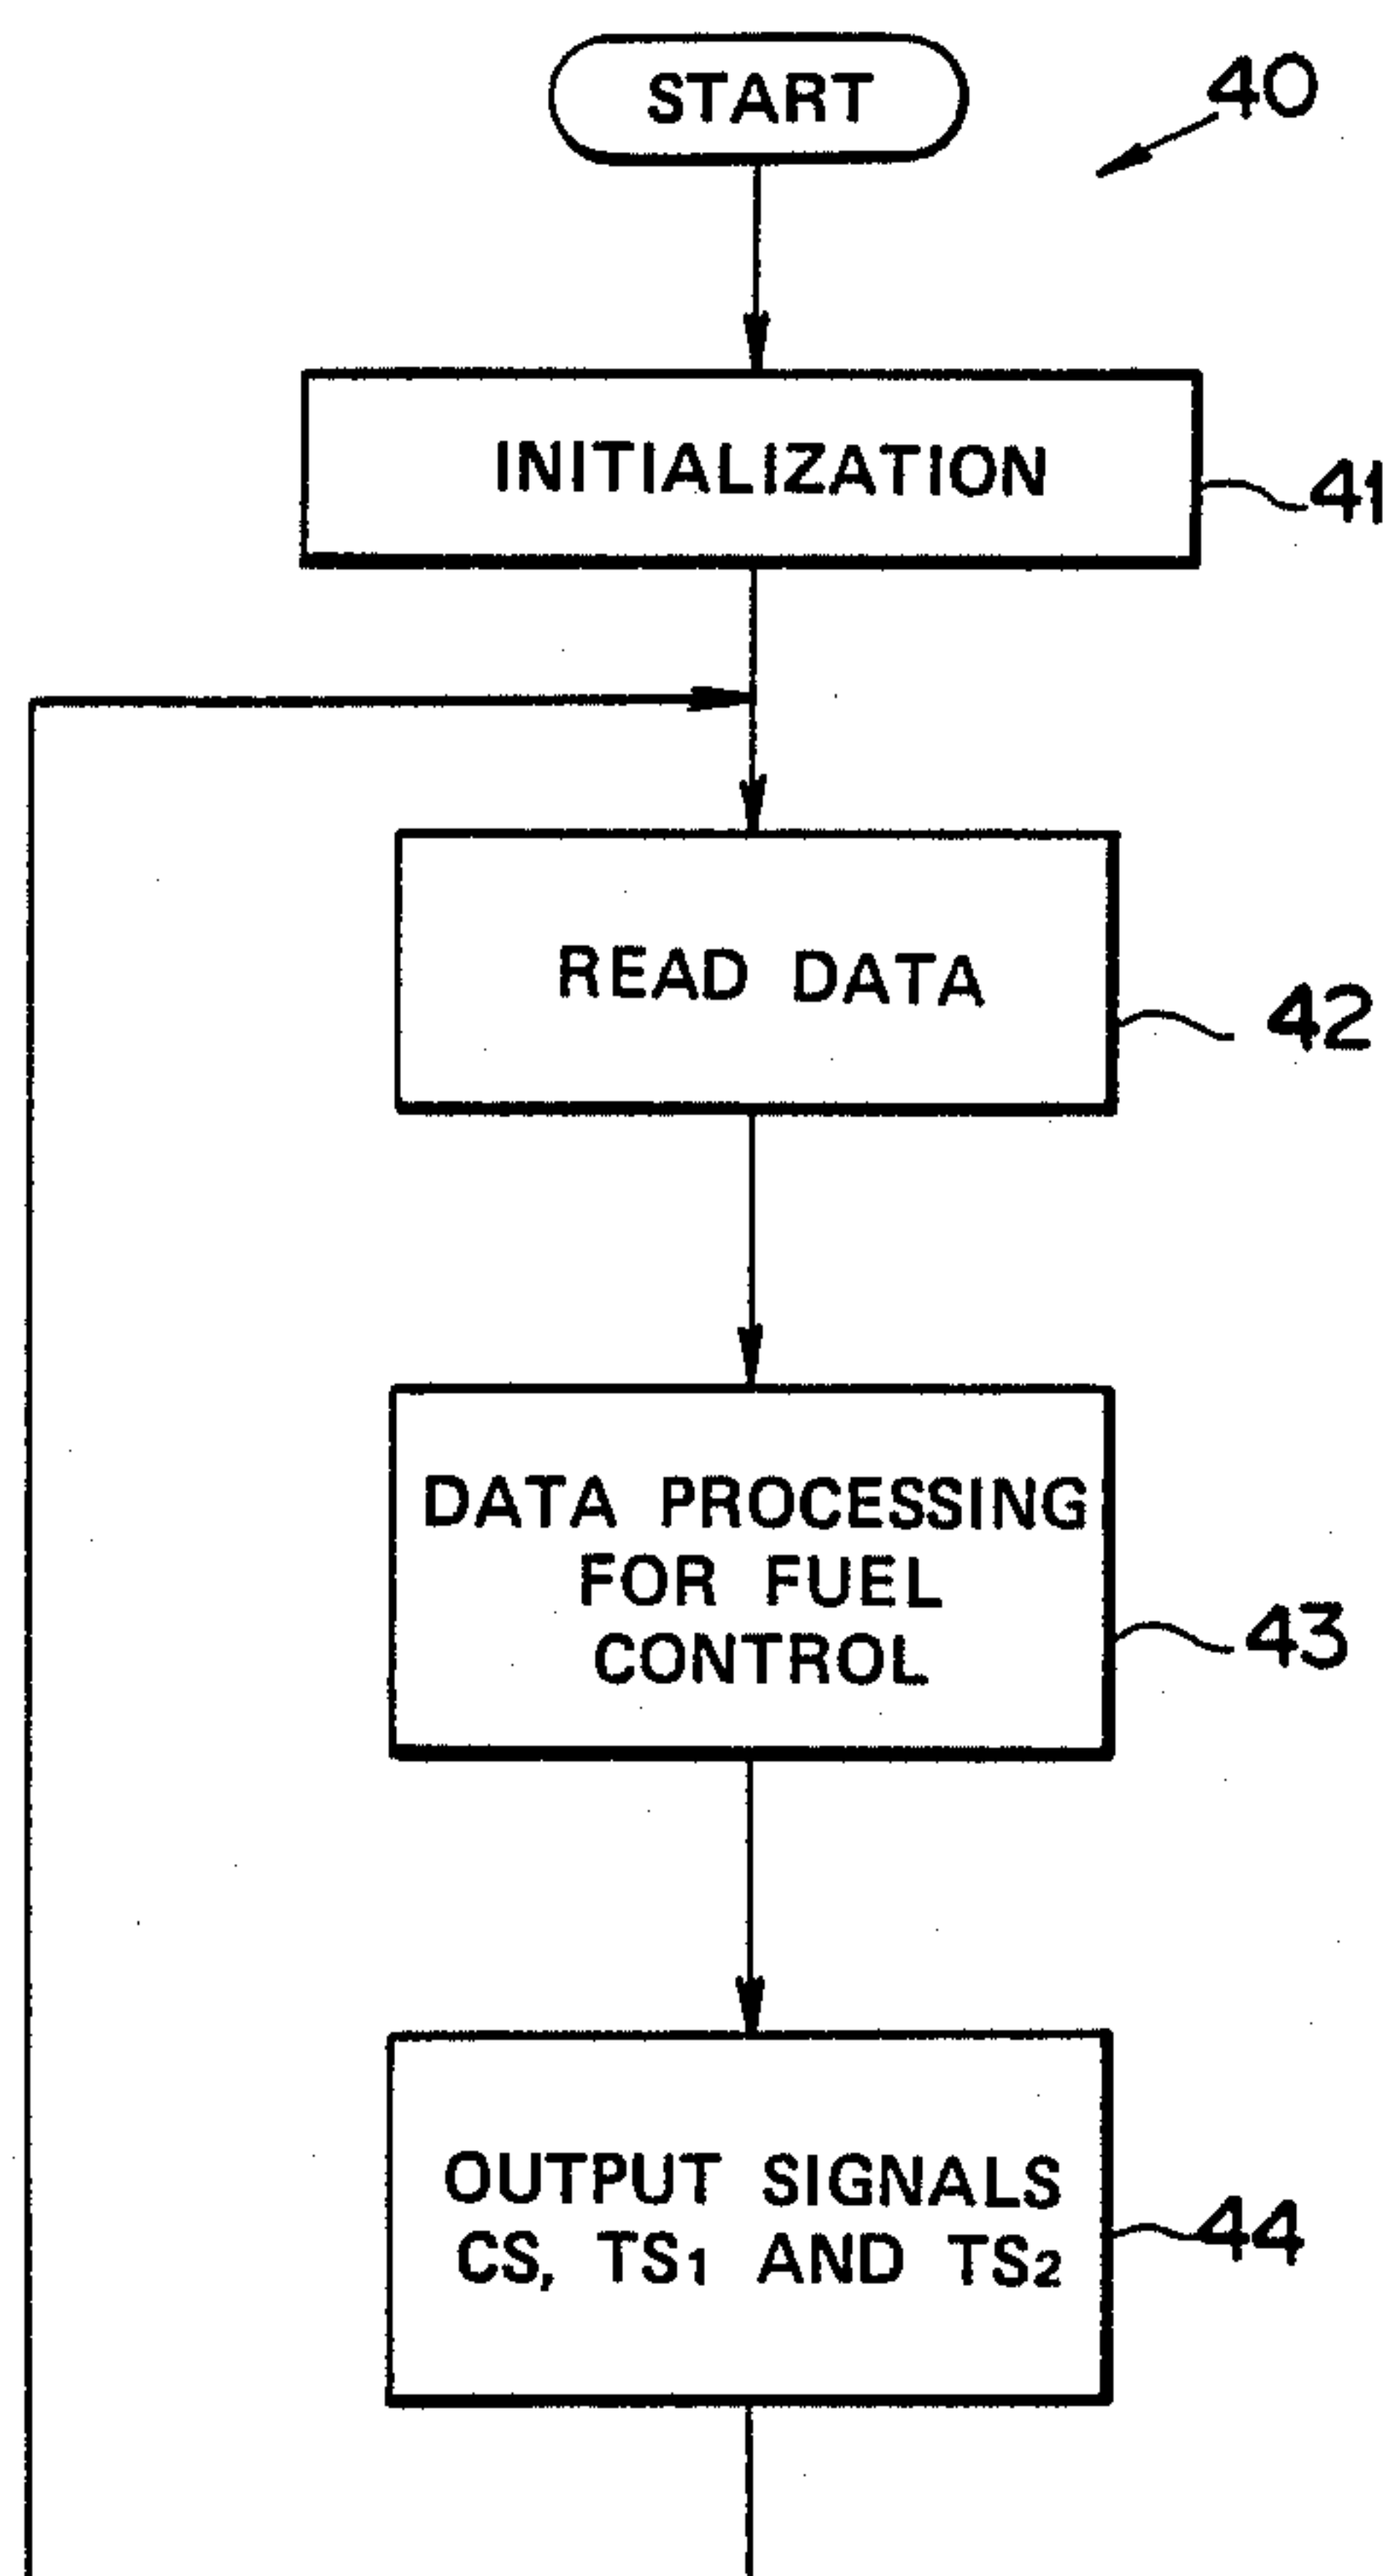 START
40
INITIALIZATION
41
READ DATA
42
DATA PROCESSING
FOR FUEL
CONTROL
43
OUTPUT SIGNALS
CS, TS1 AND TS2
44